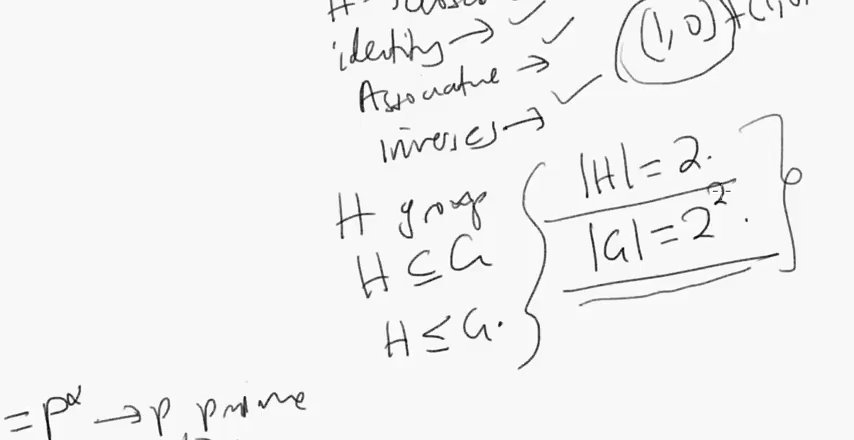 identity → ✓
Associative → ✓
(1, 0) +
inverses → ✓
H group
H ⊆ G
H ≤ G.
|H| = 2.
|G| = 2².
= p^α → p prime